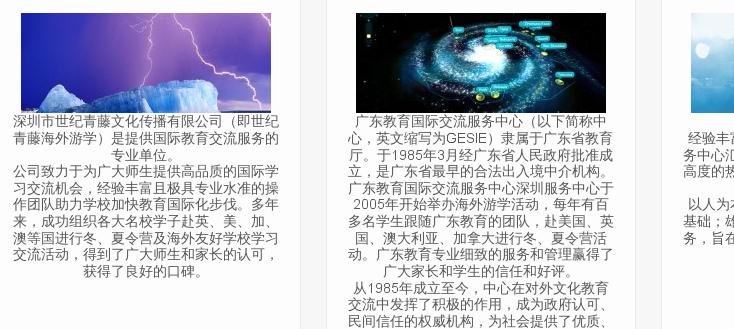 深圳市世纪青藤文化传播有限公司（即世纪
青藤海外游学）是提供国际教育交流服务的
专业单位。
公司致力于为广大师生提供高品质的国际学
习交流机会，经验丰富且极具专业水准的操
作团队助力学校加快教育国际化步伐。多年
来，成功组织各大名校学子赴英、美、加、
澳等国进行冬、夏令营及海外友好学校学习
交流活动，得到了广大师生和家长的认可，
获得了良好的口碑。
广东教育国际交流服务中心（以下简称中
心，英文缩写为GESIE）隶属于广东省教育
厅。于1985年3月经广东省人民政府批准成
立，是广东省最早的合法出入境中介机构。
广东教育国际交流服务中心深圳服务中心于
2005年开始举办海外游学活动，每年有百
多名学生跟随广东教育的团队，赴美国、英
国、澳大利亚、加拿大进行冬、夏令营活
动。广东教育专业细致的服务和管理赢得了
广大家长和学生的信任和好评。
从1985年成立至今，中心在对外文化教育
交流中发挥了积极的作用，成为政府认可、
民间信任的权威机构，为社会提供了优质、
经验丰
务中心汇
高度的热
以人为本
基础；雄
务，旨在